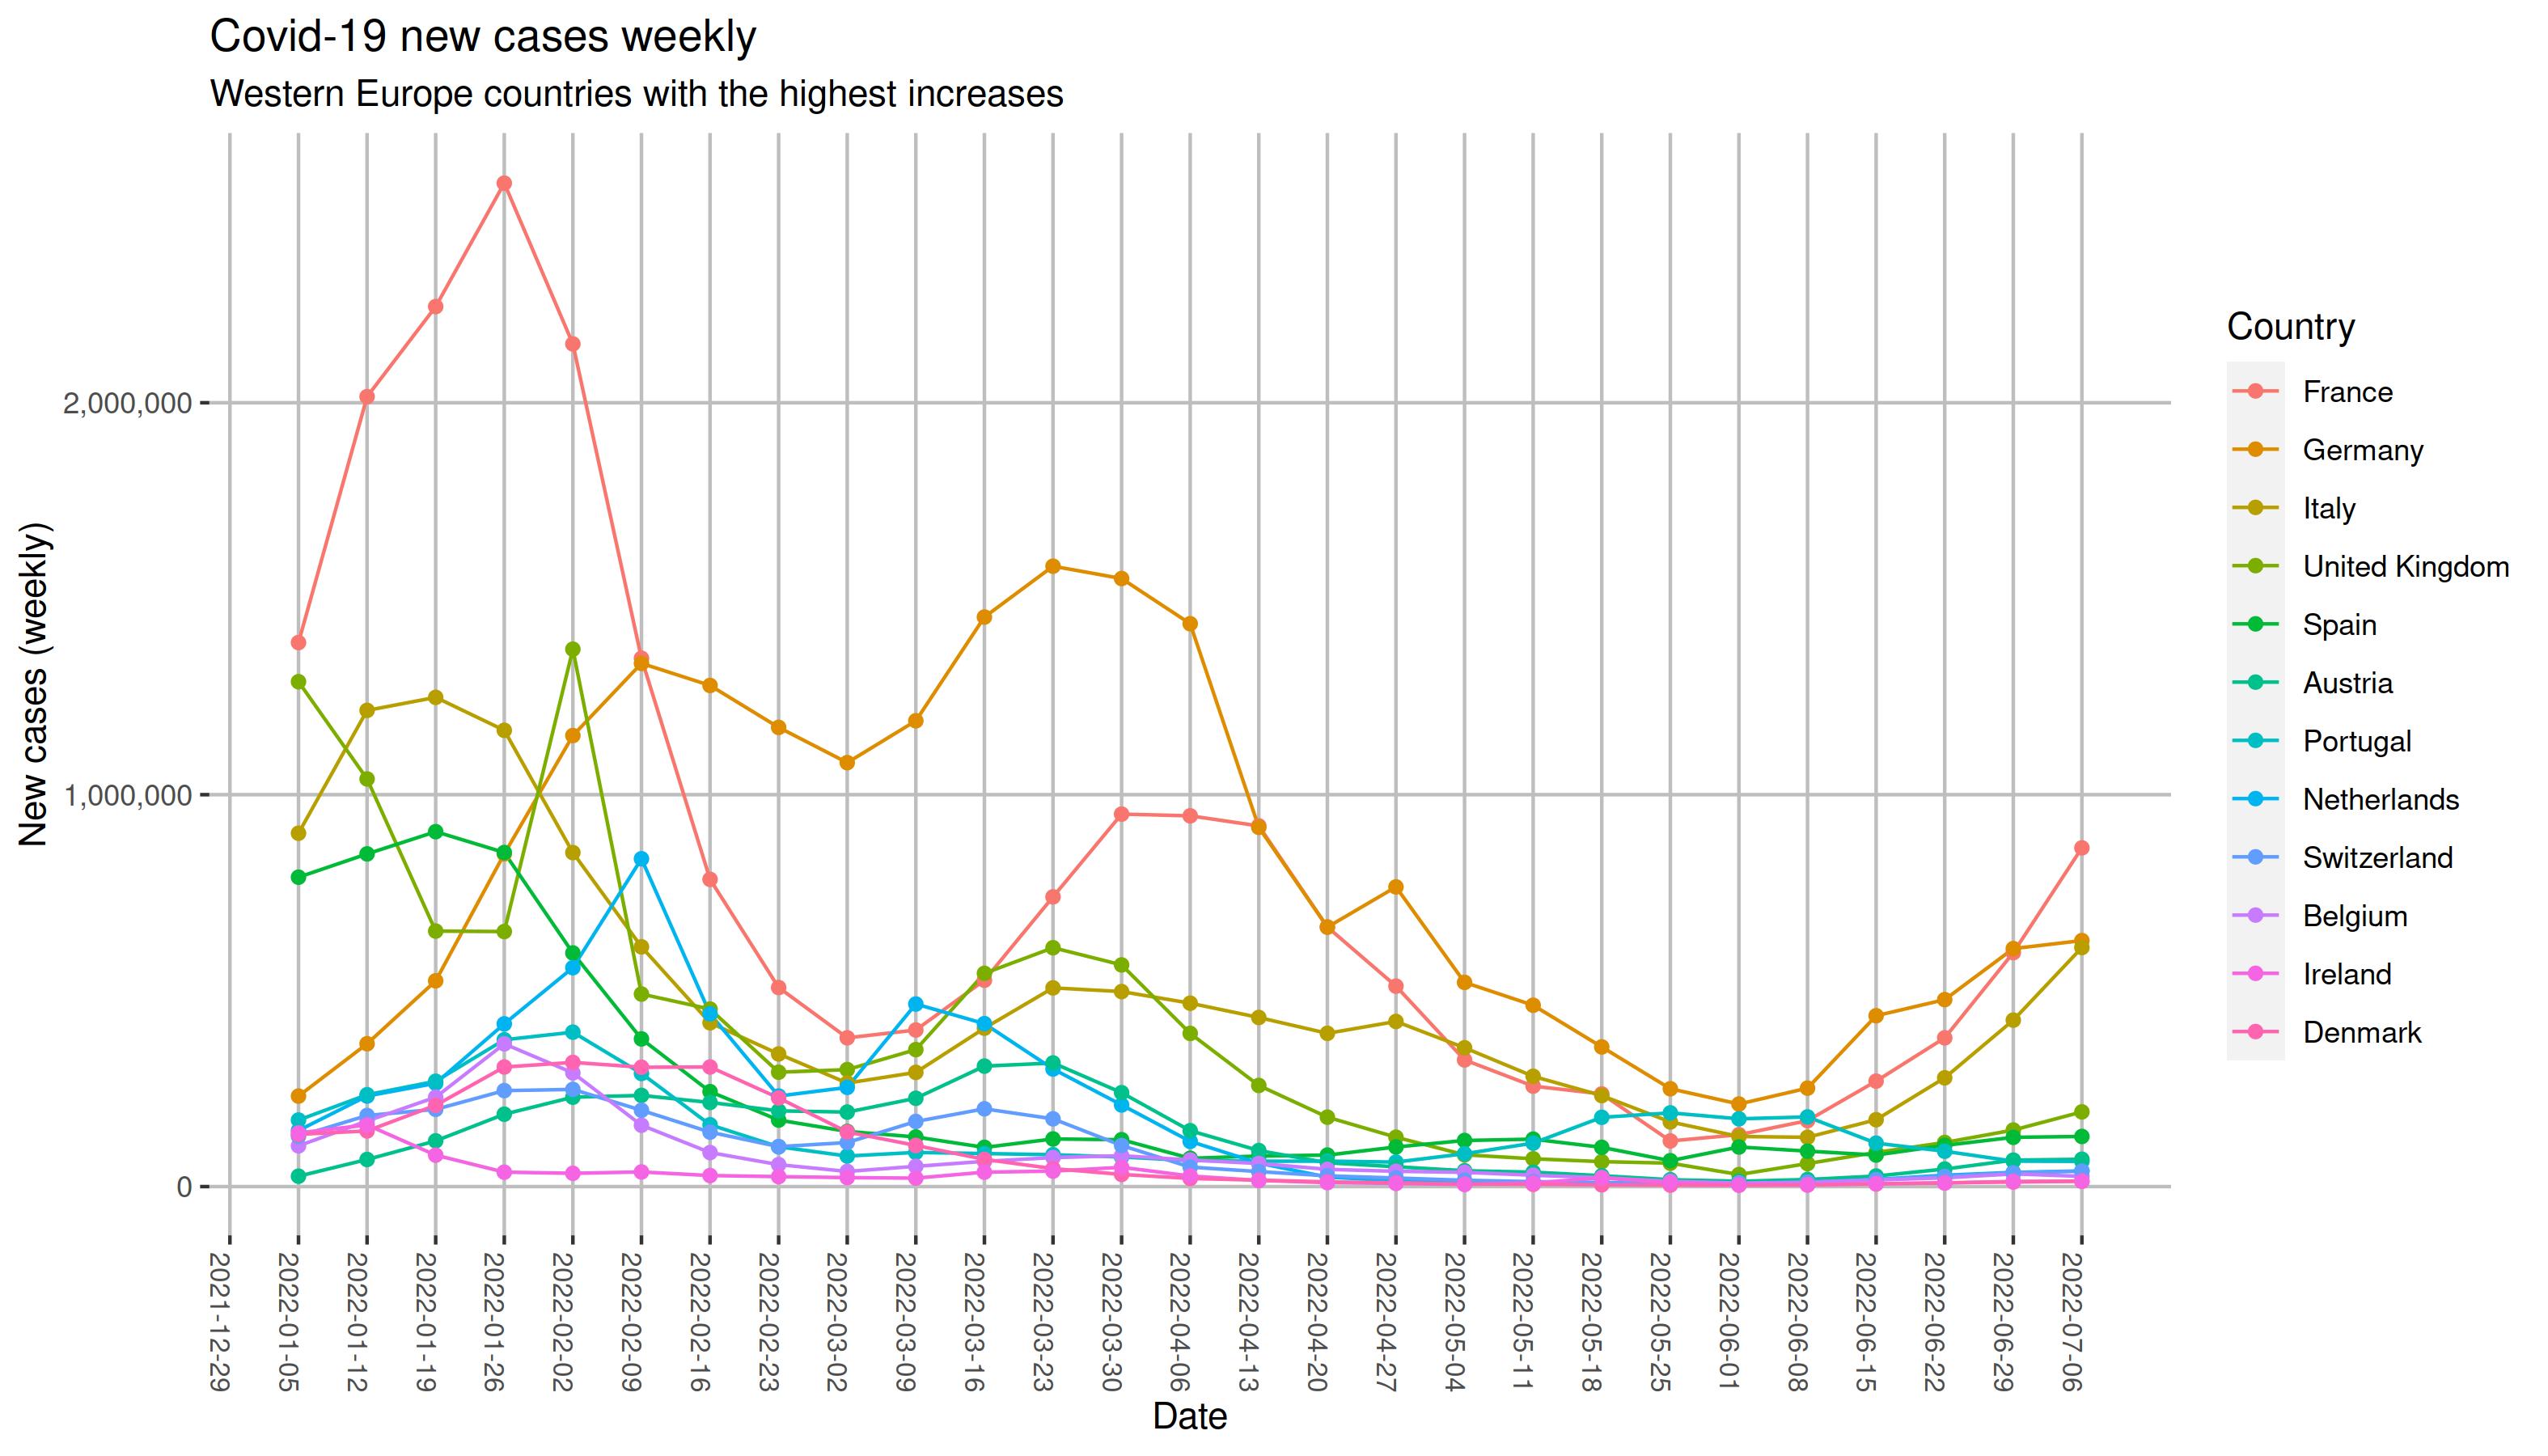 Covid-19 new cases weekly
Western Europe countries with the highest increases
New cases (weekly)
2,000,000
1,000,000
0
2021-12-29
2022-01-05
2022-01-12
2022-01-19
2022-01-26
2022-02-02
2022-02-09
2022-02-16
2022-02-23
2022-03-02
2022-03-09
2022-03-16
2022-03-23
2022-03-30
2022-04-06
2022-04-13
2022-04-20
2022-04-27
2022-05-04
2022-05-11
2022-05-18
2022-05-25
2022-06-01
2022-06-08
2022-06-15
2022-06-22
2022-06-29
2022-07-06
Date
Country
France
Germany
Italy
United Kingdom
Spain
Austria
Portugal
Netherlands
Switzerland
Belgium
Ireland
Denmark